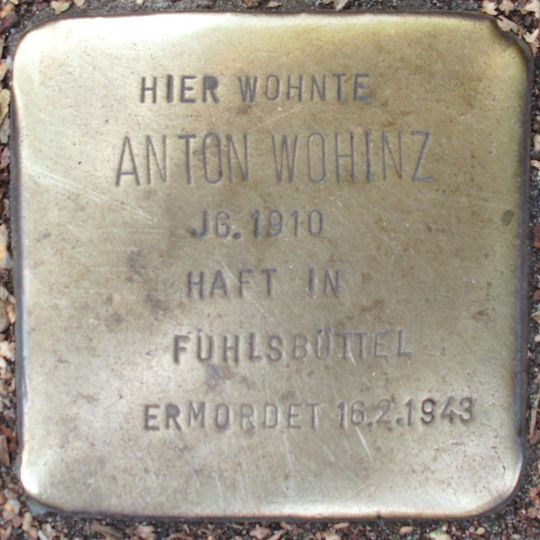 HIER WOHNTE
ANTON WOHINZ
JG. 1910
HAFT IN
FUHLSBÜTTEL
ERMORDET 16.2.1943